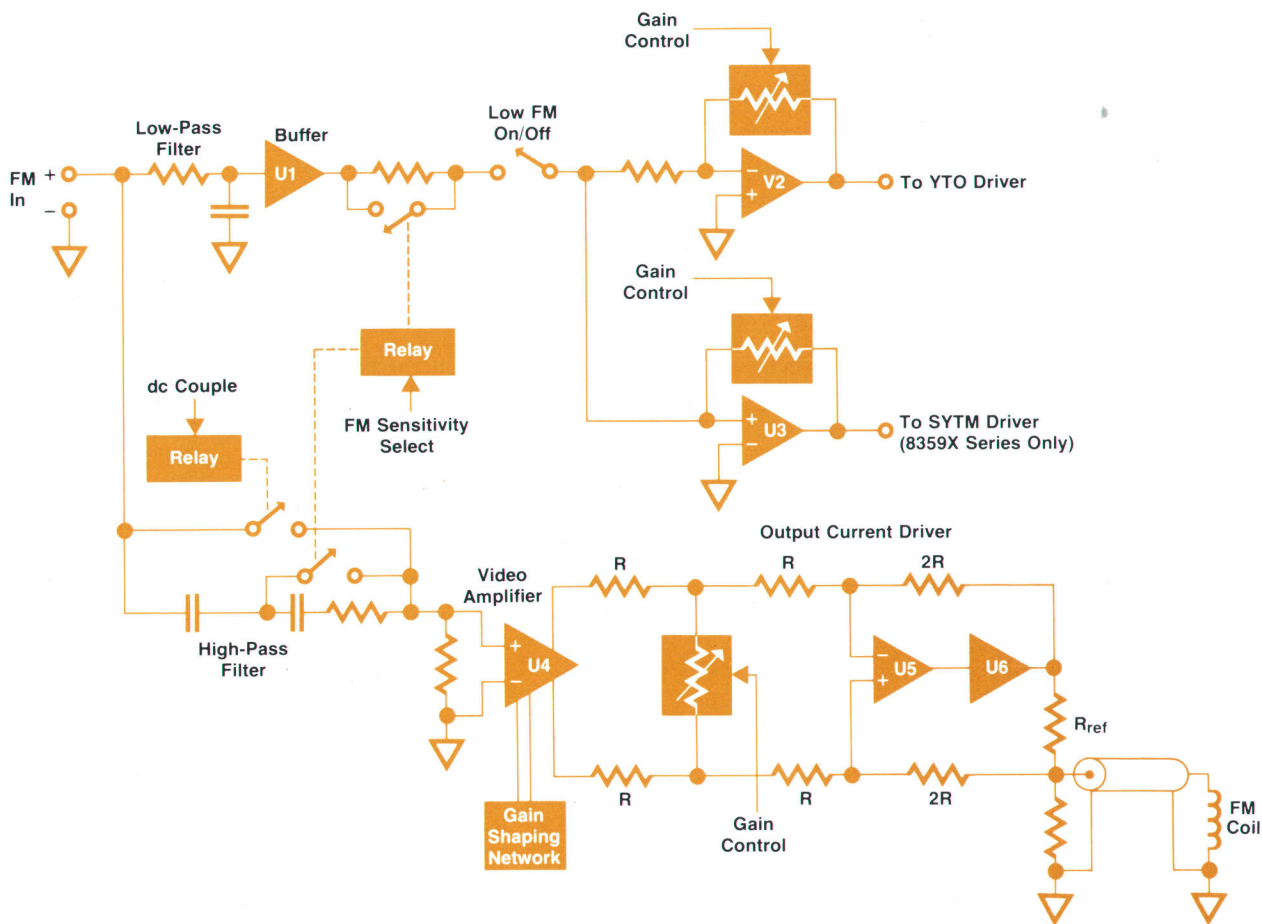 Gain
Control
Low-Pass
Filter
Buffer
Low FM
On/Off
FM
In
+
−
U1
−
V2
+
To YTO Driver
Gain
Control
Relay
FM Sensitivity
Select
dc Couple
Relay
+
U3
−
To SYTM Driver
(8359X Series Only)
Output Current Driver
R
R
2R
Video
Amplifier
High-Pass
Filter
+
U4
−
−
U5
+
U6
Rref
R
R
2R
Gain
Shaping
Network
Gain
Control
FM
Coil